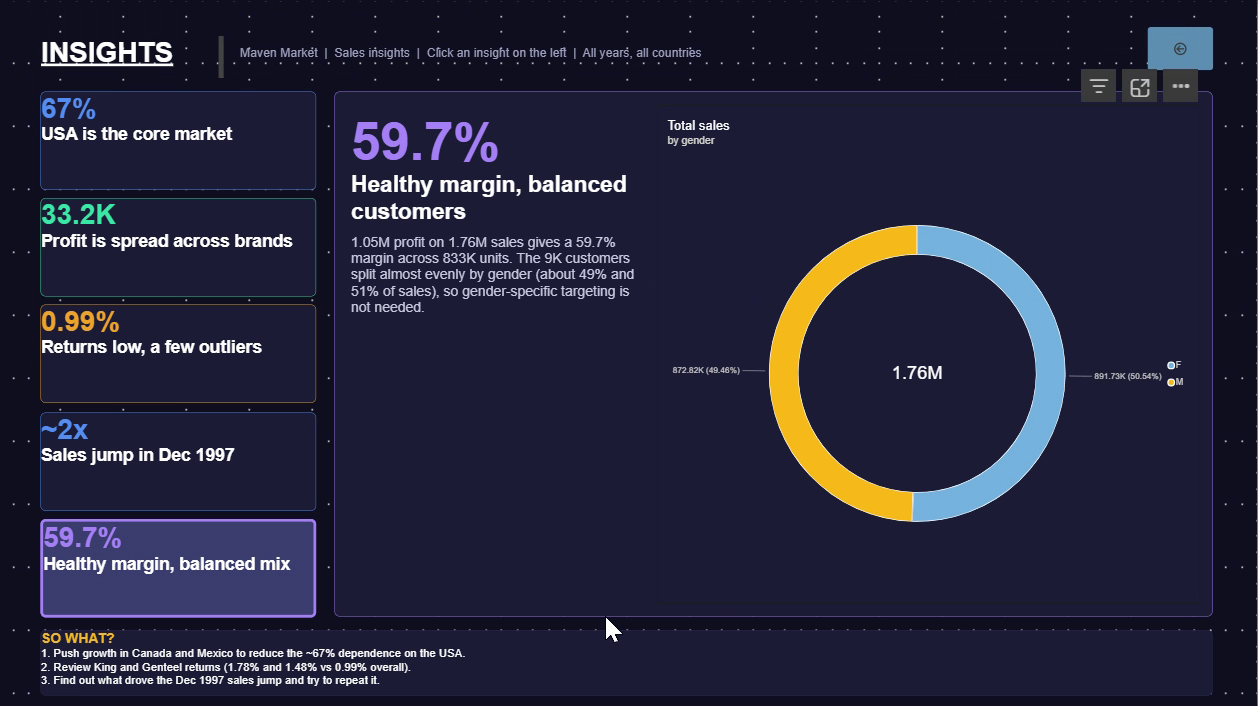 INSIGHTS
Maven Market | Sales insights | Click an insight on the left | All years, all countries
67%
USA is the core market
33.2K
Profit is spread across brands
0.99%
Returns low, a few outliers
~2x
Sales jump in Dec 1997
59.7%
Healthy margin, balanced mix
59.7%
Healthy margin, balanced
customers
1.05M profit on 1.76M sales gives a 59.7%
margin across 833K units. The 9K customers
split almost evenly by gender (about 49% and
51% of sales), so gender-specific targeting is
not needed.
Total sales
by gender
872.82K (49.46%)
1.76M
891.73K (50.54%)
F
M
SO WHAT?
1. Push growth in Canada and Mexico to reduce the ~67% dependence on the USA.
2. Review King and Genteel returns (1.78% and 1.48% vs 0.99% overall).
3. Find out what drove the Dec 1997 sales jump and try to repeat it.